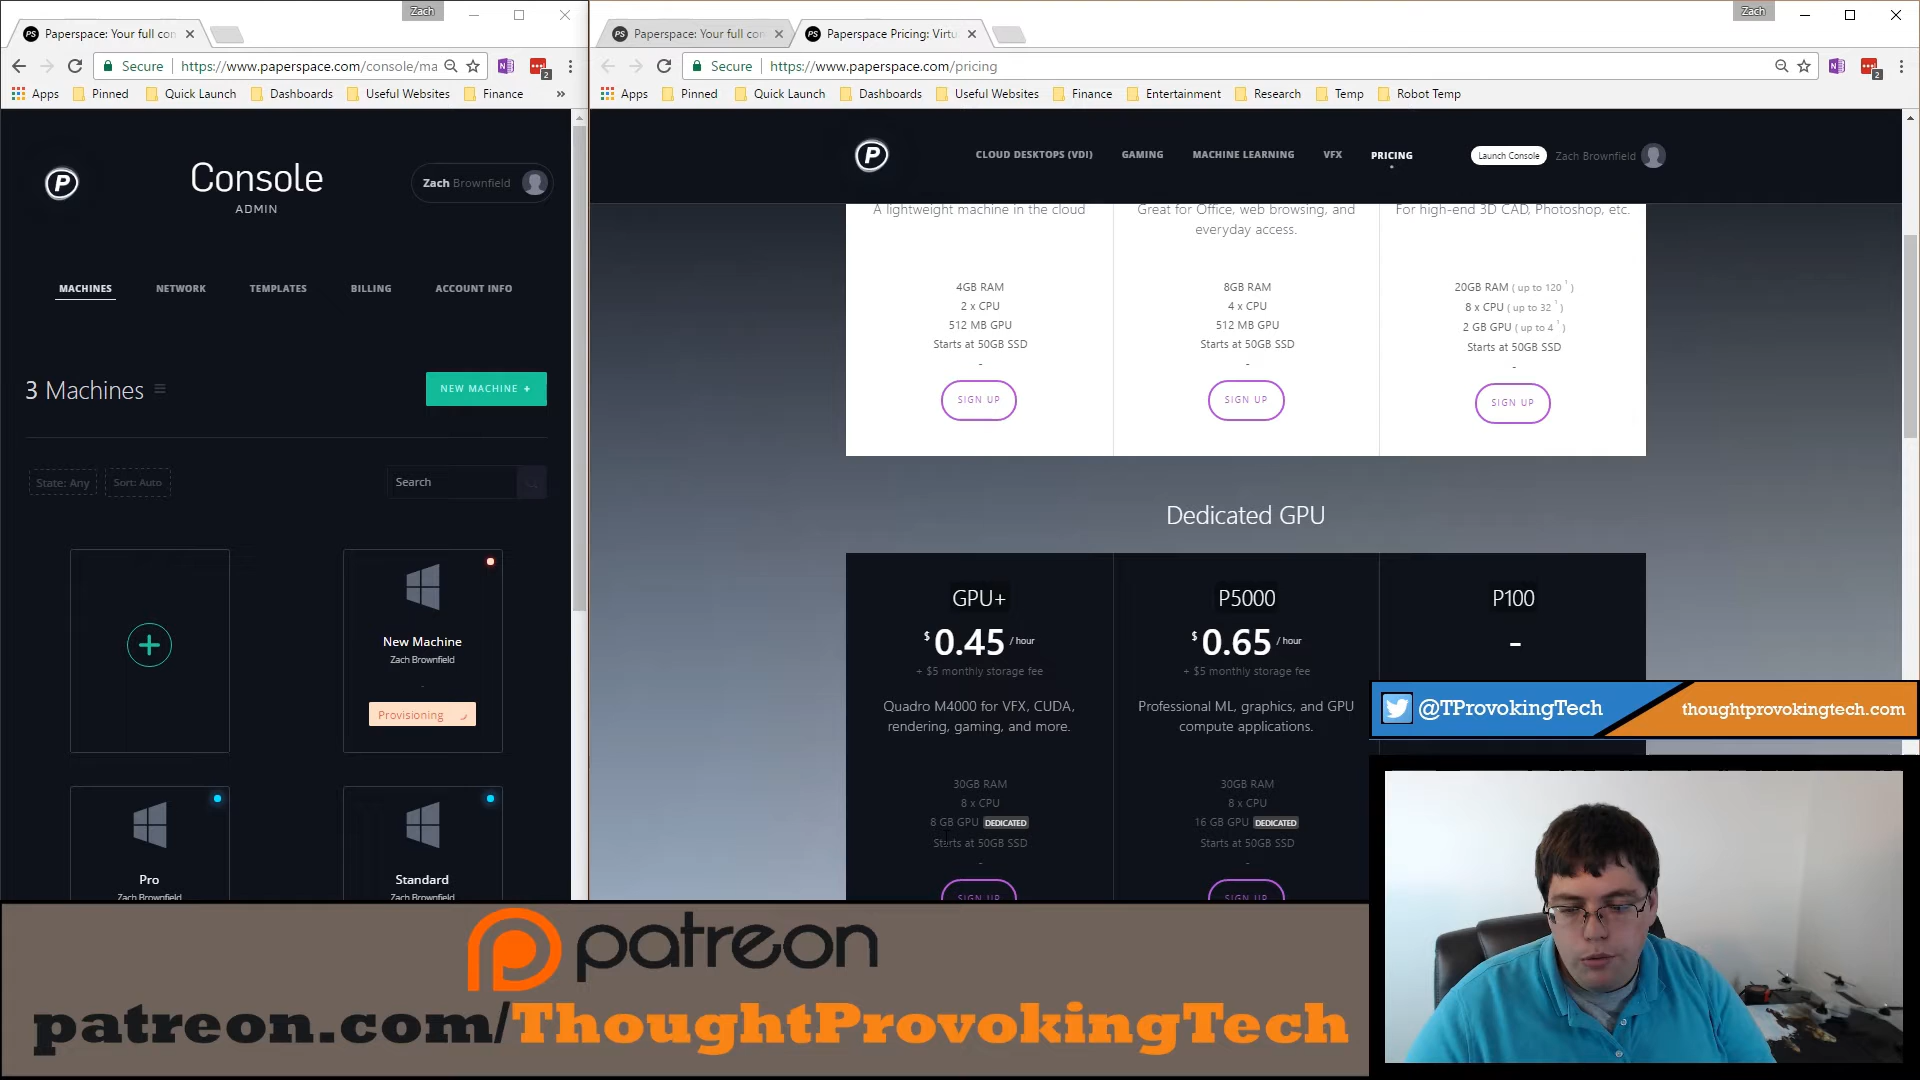 Zach
Paperspace: Your full con
Secure
https://www.paperspace.com/console/ma
2
Apps
Pinned
Quick Launch
Dashboards
Useful Websites
Finance
»
P
Console
ADMIN
Zach Brownfield
MACHINES
NETWORK
TEMPLATES
BILLING
ACCOUNT INFO
3 Machines
NEW MACHINE +
State: Any
Sort: Auto
Search
New Machine
Zach Brownfield
-
Provisioning
Pro
Zach Brownfield
Standard
Zach Brownfield
Zach
Paperspace: Your full con
Paperspace Pricing: Virtu
Secure
https://www.paperspace.com/pricing
2
Apps
Pinned
Quick Launch
Dashboards
Useful Websites
Finance
Entertainment
Research
Temp
Robot Temp
P
CLOUD DESKTOPS (VDI)
GAMING
MACHINE LEARNING
VFX
PRICING
Launch Console
Zach Brownfield
A lightweight machine in the cloud
4GB RAM
2 x CPU
512 MB GPU
Starts at 50GB SSD
-
SIGN UP
Great for Office, web browsing, and
everyday access.
8GB RAM
4 x CPU
512 MB GPU
Starts at 50GB SSD
-
SIGN UP
For high-end 3D CAD, Photoshop, etc.
20GB RAM ( up to 120 ¹ )
8 x CPU ( up to 32 ¹ )
2 GB GPU ( up to 4 ¹ )
Starts at 50GB SSD
-
SIGN UP
Dedicated GPU
GPU+
$ 0.45 / hour
+ $5 monthly storage fee
Quadro M4000 for VFX, CUDA,
rendering, gaming, and more.
30GB RAM
8 x CPU
8 GB GPU DEDICATED
Starts at 50GB SSD
-
SIGN UP
P5000
$ 0.65 / hour
+ $5 monthly storage fee
Professional ML, graphics, and GPU
compute applications.
30GB RAM
8 x CPU
16 GB GPU DEDICATED
Starts at 50GB SSD
-
SIGN UP
P100
-
@TProvokingTech
thoughtprovokingtech.com
patreon
patreon.com/ThoughtProvokingTech